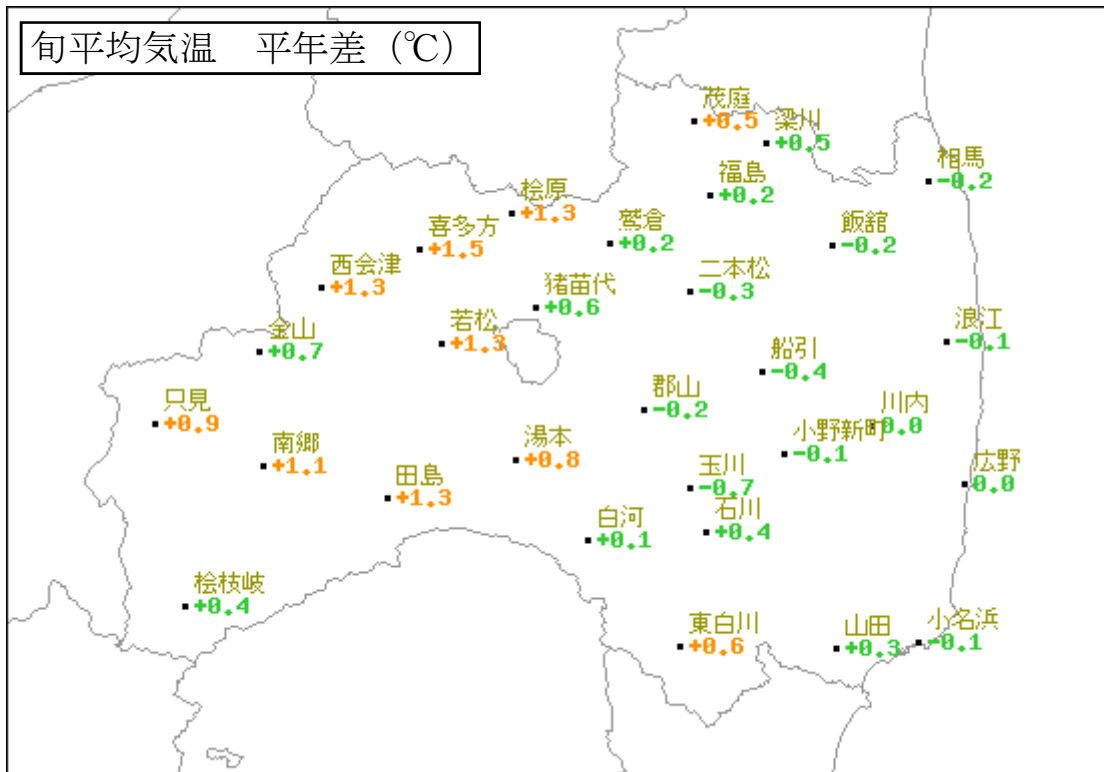 旬平均気温　平年差（℃）
茂庭
+0.5
梁川
+0.5
相馬
-0.2
福島
+0.2
桧原
+1.3
鷲倉
+0.2
喜多方
+1.5
飯舘
-0.2
西会津
+1.3
二本松
-0.3
猪苗代
+0.6
金山
+0.7
若松
+1.3
浪江
-0.1
船引
-0.4
只見
+0.9
郡山
-0.2
川内
0.0
南郷
+1.1
湯本
+0.8
小野新町
-0.1
田島
+1.3
玉川
-0.7
広野
0.0
白河
+0.1
石川
+0.4
桧枝岐
+0.4
東白川
+0.6
山田
+0.3
小名浜
-0.1